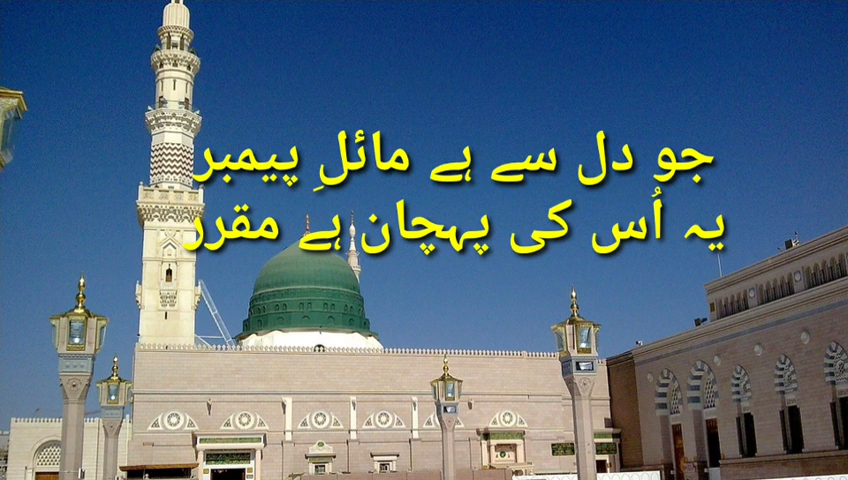 جو دل سے ہے مائلِ پیمبر
یہ اُس کی پہچان ہے مقرر